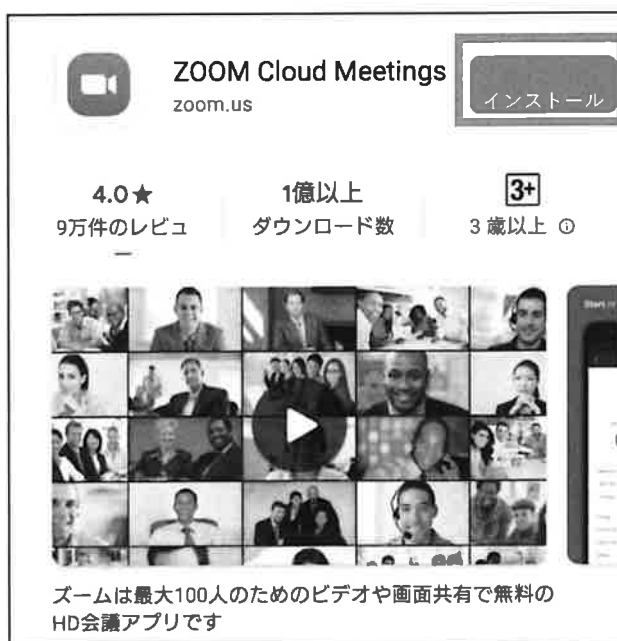 ZOOM Cloud Meetings
zoom.us
インストール
4.0★
9万件のレビュ
ー
1億以上
ダウンロード数
3+
3 歳以上
Start
ズームは最大100人のためのビデオや画面共有で無料の
HD会議アプリです